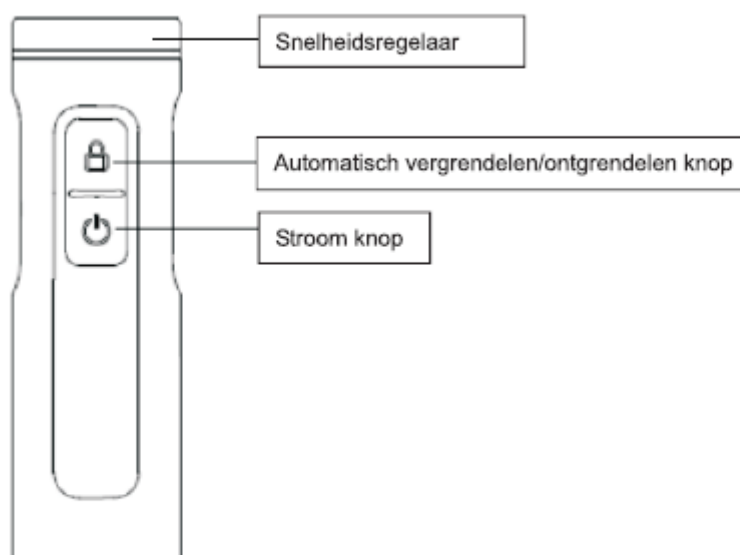 Snelheidsregelaar
Automatisch vergrendelen/ontgrendelen knop
Stroom knop